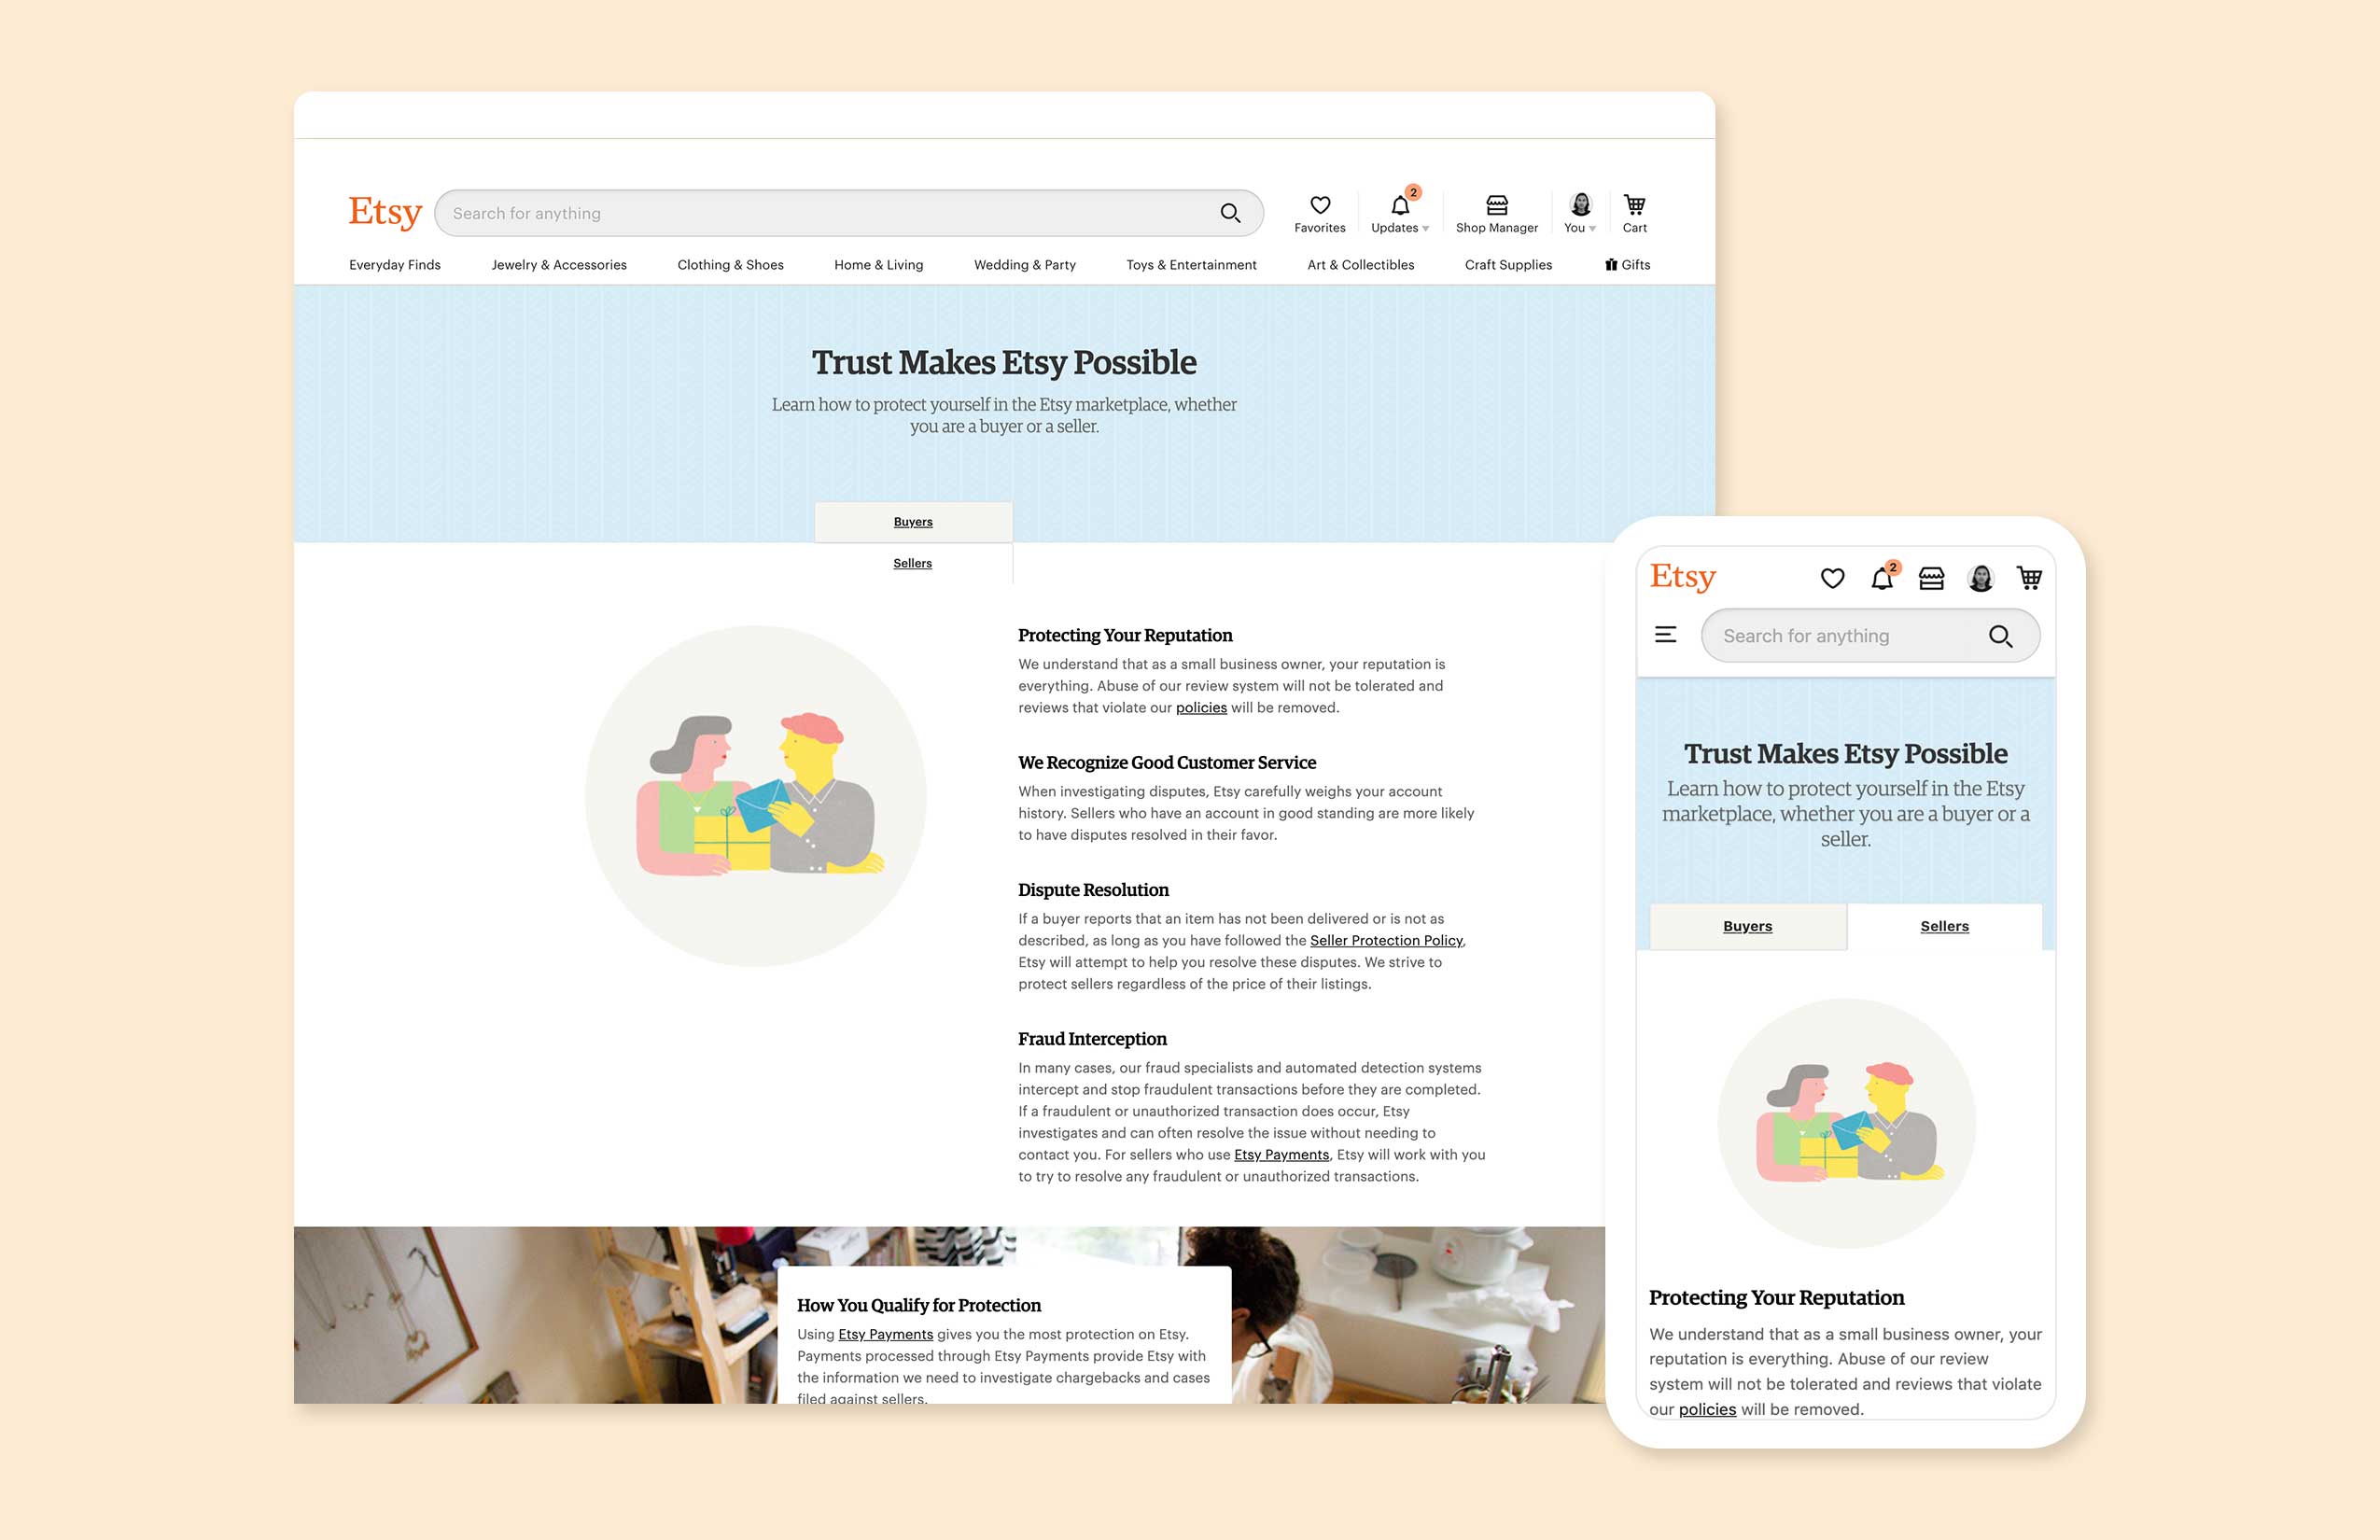 Etsy
Search for anything
Favorites
2
Updates
Shop Manager
You
Cart
Everyday Finds
Jewelry & Accessories
Clothing & Shoes
Home & Living
Wedding & Party
Toys & Entertainment
Art & Collectibles
Craft Supplies
Gifts
Trust Makes Etsy Possible
Learn how to protect yourself in the Etsy marketplace, whether
you are a buyer or a seller.
Buyers
Sellers
Protecting Your Reputation
We understand that as a small business owner, your reputation is
everything. Abuse of our review system will not be tolerated and
reviews that violate our policies will be removed.
We Recognize Good Customer Service
When investigating disputes, Etsy carefully weighs your account
history. Sellers who have an account in good standing are more likely
to have disputes resolved in their favor.
Dispute Resolution
If a buyer reports that an item has not been delivered or is not as
described, as long as you have followed the Seller Protection Policy,
Etsy will attempt to help you resolve these disputes. We strive to
protect sellers regardless of the price of their listings.
Fraud Interception
In many cases, our fraud specialists and automated detection systems
intercept and stop fraudulent transactions before they are completed.
If a fraudulent or unauthorized transaction does occur, Etsy
investigates and can often resolve the issue without needing to
contact you. For sellers who use Etsy Payments, Etsy will work with you
to try to resolve any fraudulent or unauthorized transactions.
How You Qualify for Protection
Using Etsy Payments gives you the most protection on Etsy.
Payments processed through Etsy Payments provide Etsy with
the information we need to investigate chargebacks and cases
filed against sellers.
Etsy
2
Search for anything
Trust Makes Etsy Possible
Learn how to protect yourself in the Etsy
marketplace, whether you are a buyer or a
seller.
Buyers
Sellers
Protecting Your Reputation
We understand that as a small business owner, your
reputation is everything. Abuse of our review
system will not be tolerated and reviews that violate
our policies will be removed.